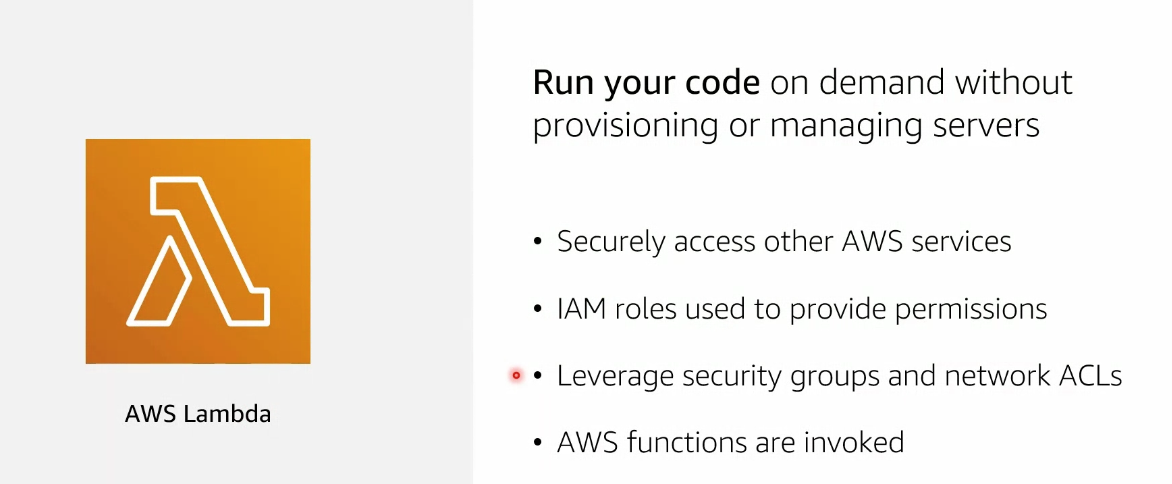 Run your code on demand without
provisioning or managing servers
• Securely access other AWS services
• IAM roles used to provide permissions
• Leverage security groups and network ACLs
• AWS functions are invoked
AWS Lambda